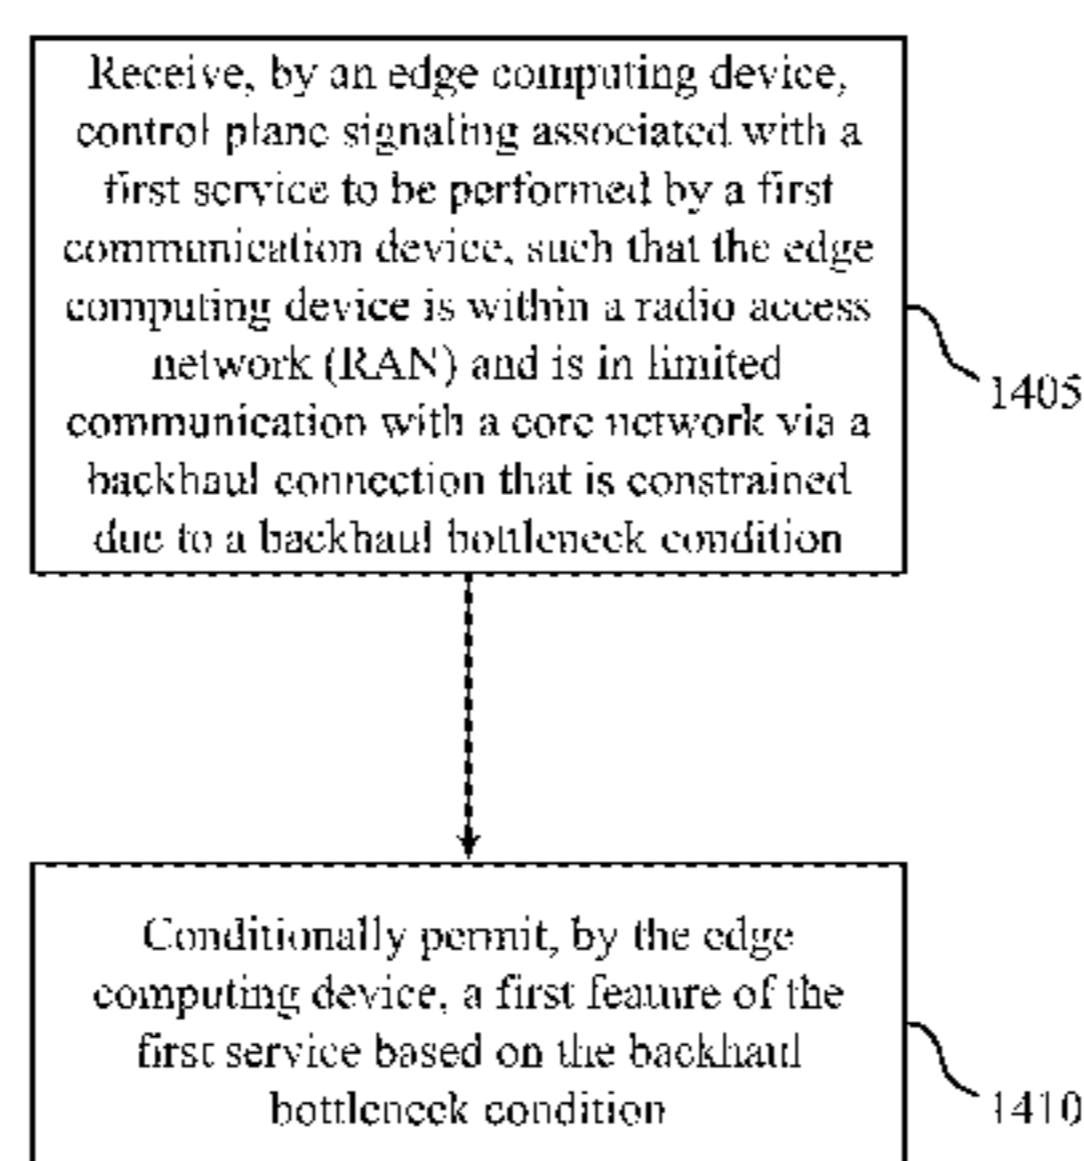 Receive, by an edge computing device,
control plane signaling associated with a
first service to be performed by a first
communication device, such that the edge
computing device is within a radio access
network (RAN) and is in limited
communication with a core network via a
backhaul connection that is constrained
due to a backhaul bottleneck condition
1405
Conditionally permit, by the edge
computing device, a first feature of the
first service based on the backhaul
bottleneck condition
1410